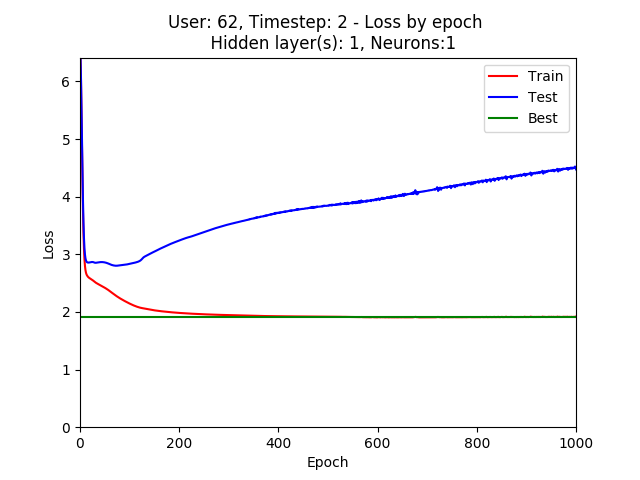 User: 62, Timestep: 2 - Loss by epoch
Hidden layer(s): 1, Neurons:1
Train
Test
Best
6
5
4
3
2
1
0
Loss
0 200 400 600 800 1000
Epoch